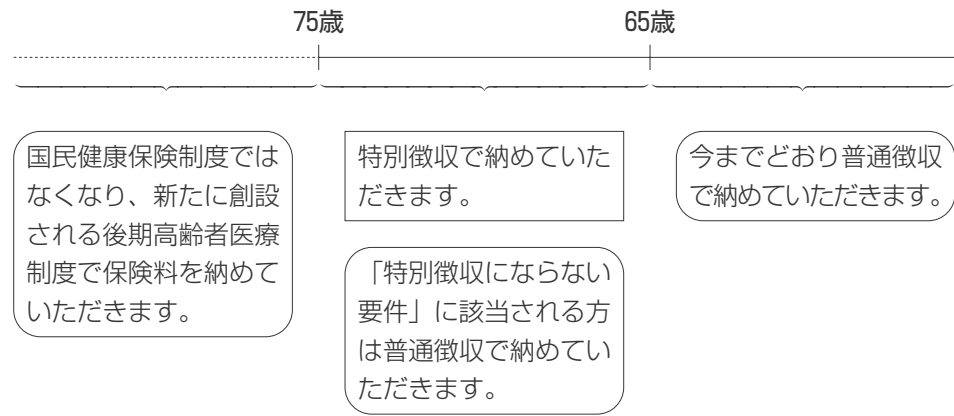 75歳
65歳
国民健康保険制度では
なくなり、新たに創設
される後期高齢者医療
制度で保険料を納めて
いただきます。
特別徴収で納めていた
だきます。
「特別徴収にならない
要件」に該当される方
は普通徴収で納めてい
ただきます。
今までどおり普通徴収
で納めていただきます。